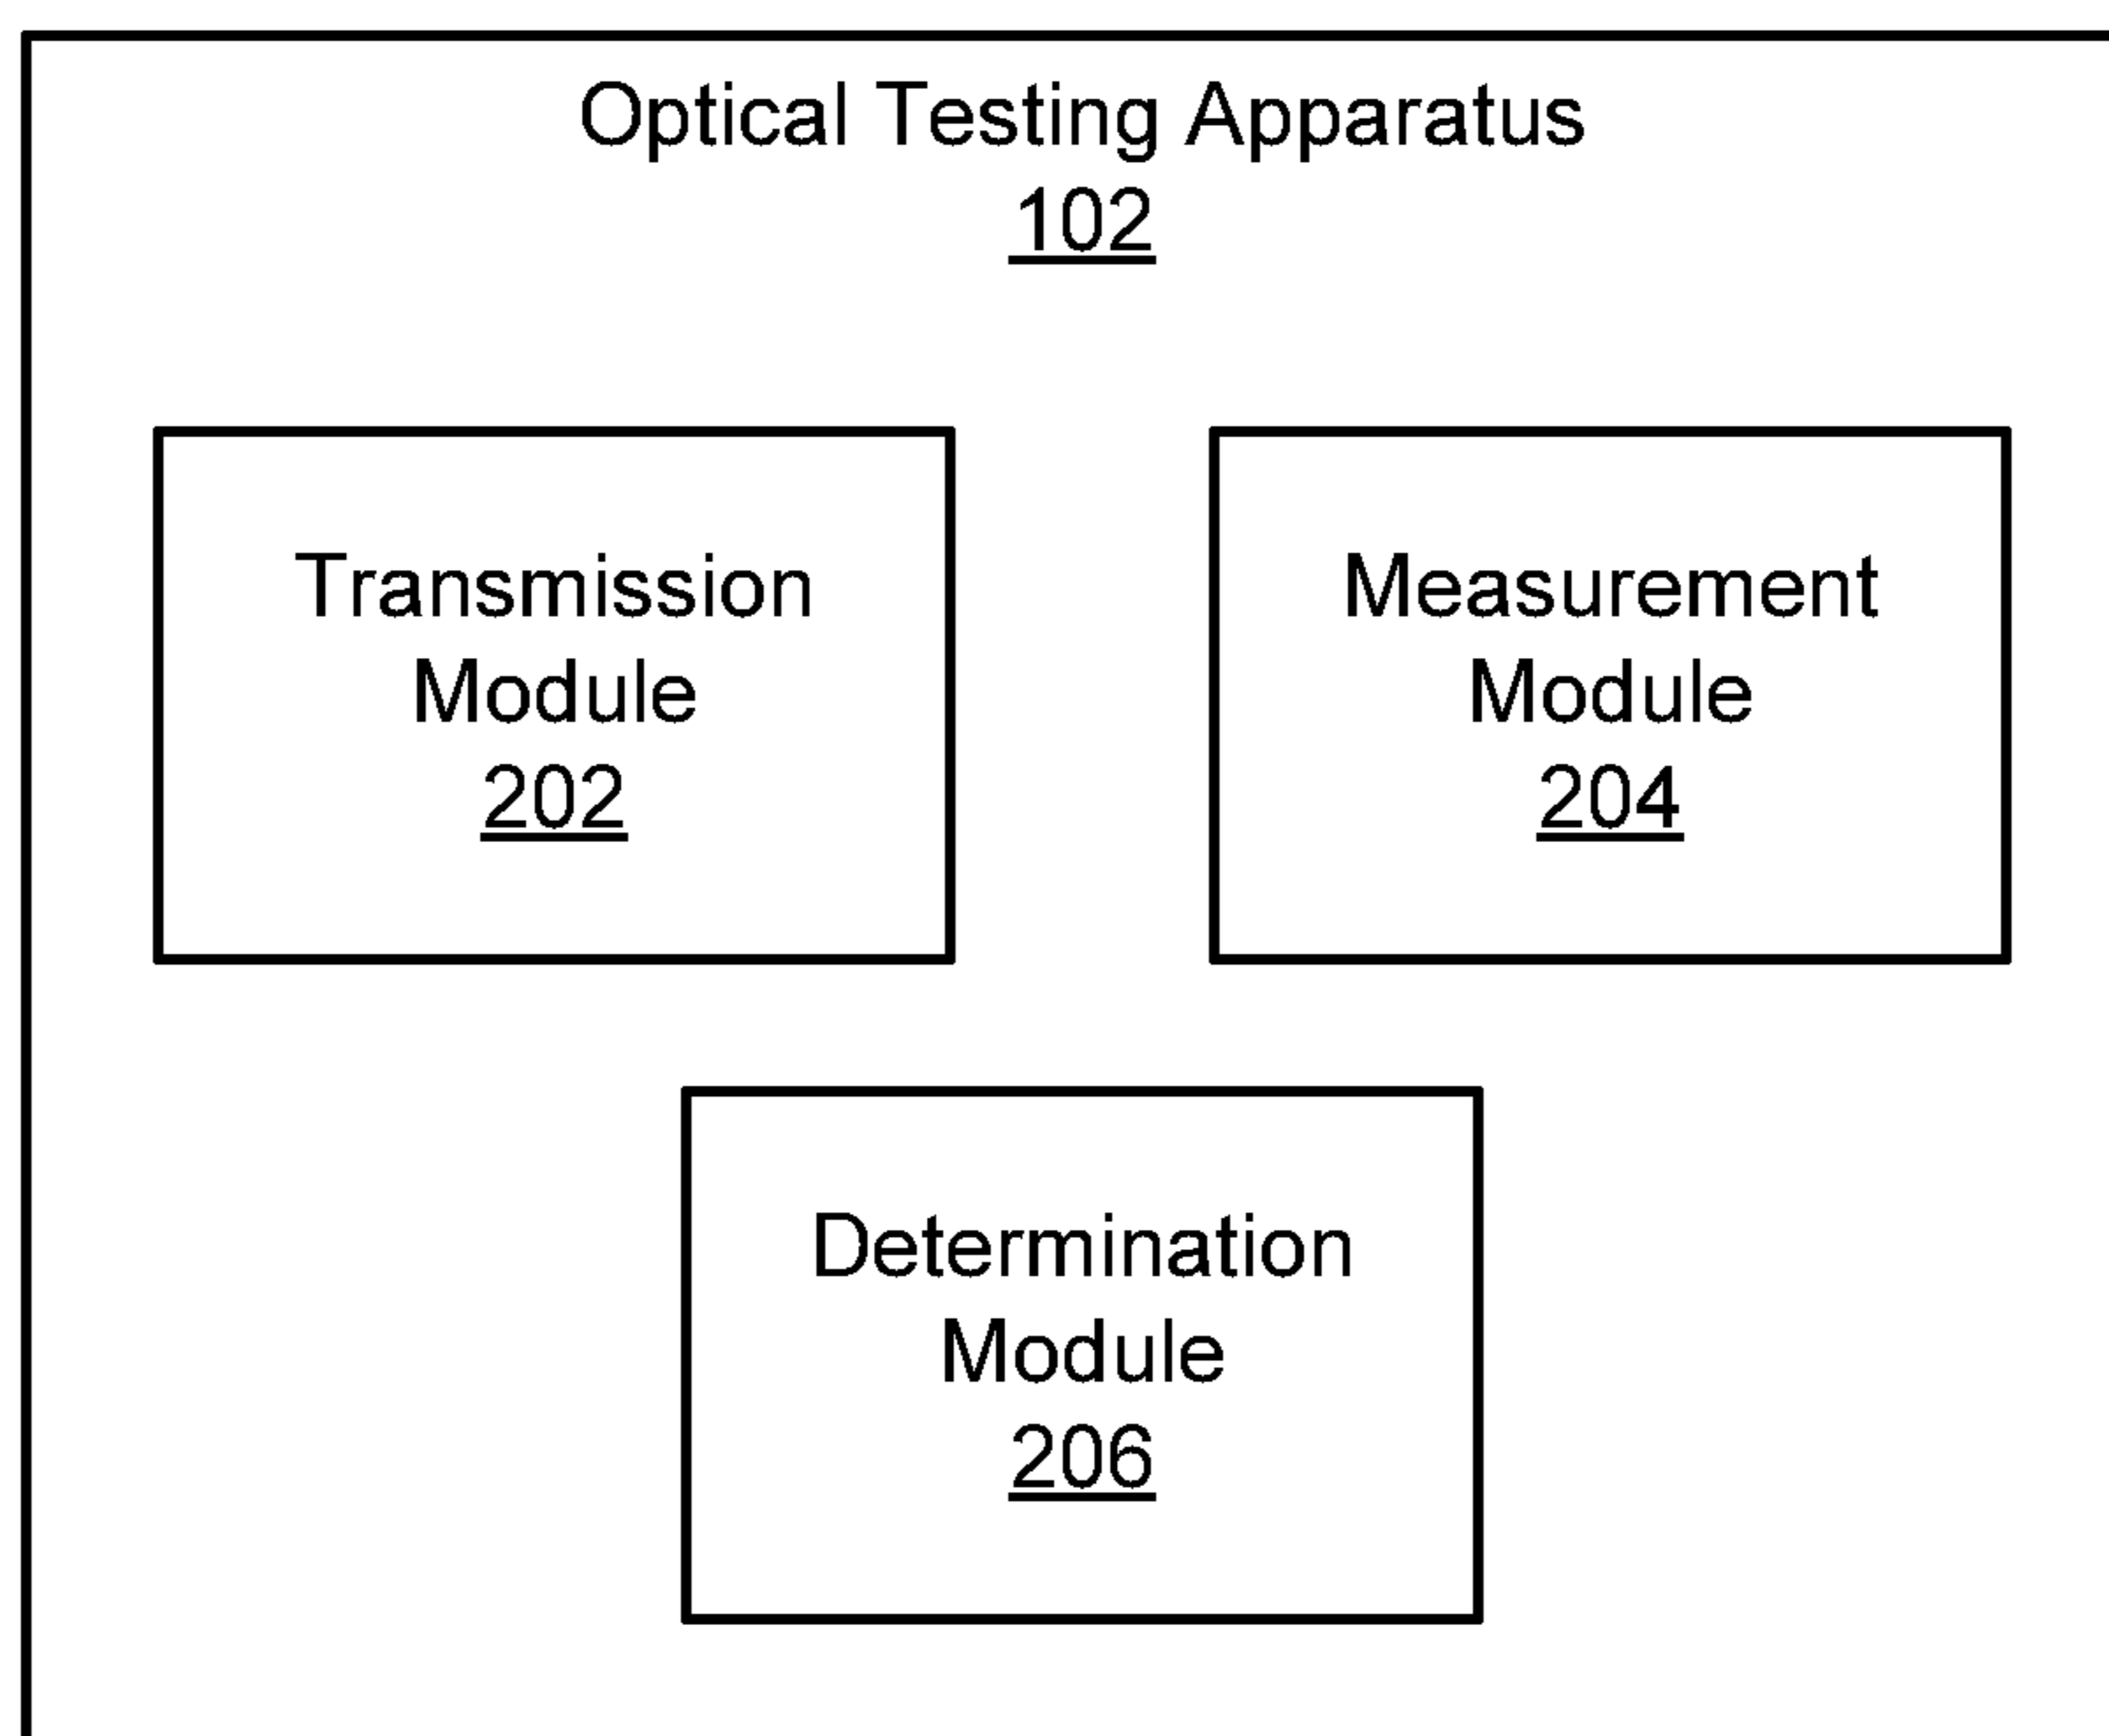 Optical Testing Apparatus
102
Transmission
Module
202
Measurement
Module
204
Determination
Module
206